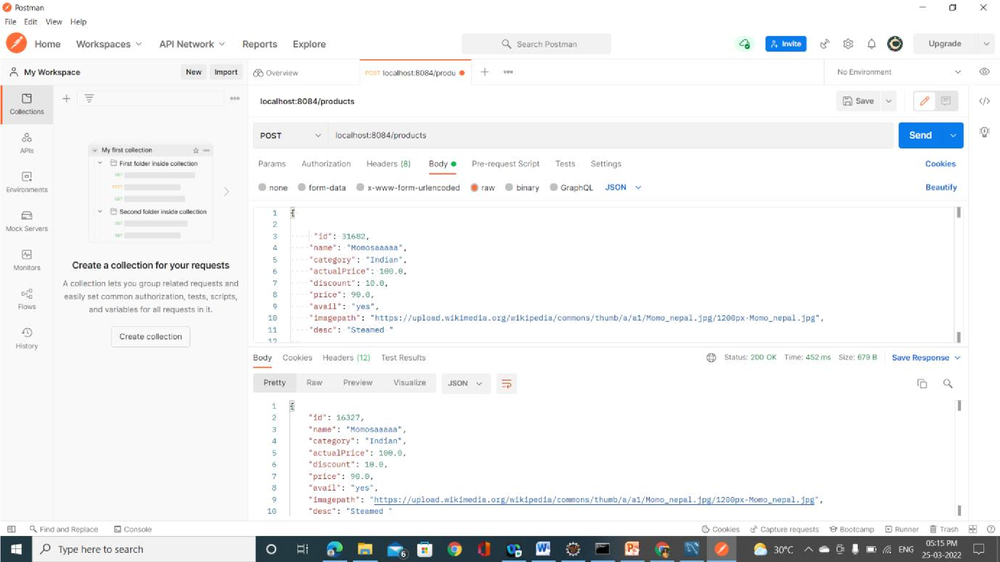 Postman
File Edit View Help
Home Workspaces API Network Reports Explore Search Postman Invite Upgrade
My Workspace New Import Overview POST localhost:8084/produ No Environment
Collections
APIs
Environments
Mock Servers
Monitors
Flows
History
My first collection
First folder inside collection
GET
POST
GET
Second folder inside collection
GET
GET
Create a collection for your requests
A collection lets you group related requests and
easily set common authorization, tests, scripts,
and variables for all requests in it.
Create collection
localhost:8084/products Save
POST localhost:8084/products Send
Params Authorization Headers (8) Body Pre-request Script Tests Settings Cookies
none form-data x-www-form-urlencoded raw binary GraphQL JSON Beautify
1 {
2
3 "id": 31682,
4 "name": "Momosaaaaa",
5 "category": "Indian",
6 "actualPrice": 100.0,
7 "discount": 10.0,
8 "price": 90.0,
9 "avail": "yes",
10 "imagepath": "https://upload.wikimedia.org/wikipedia/commons/thumb/a/a1/Momo_nepal.jpg/1200px-Momo_nepal.jpg",
11 "desc": "Steamed "
12
Body Cookies Headers (12) Test Results Status: 200 OK Time: 452 ms Size: 679 B Save Response
Pretty Raw Preview Visualize JSON
1 {
2 "id": 16327,
3 "name": "Momosaaaaa",
4 "category": "Indian",
5 "actualPrice": 100.0,
6 "discount": 10.0,
7 "price": 90.0,
8 "avail": "yes",
9 "imagepath": "https://upload.wikimedia.org/wikipedia/commons/thumb/a/a1/Momo_nepal.jpg/1200px-Momo_nepal.jpg",
10 "desc": "Steamed "
Find and Replace Console Cookies Capture requests Bootcamp Runner Trash
Type here to search 6 30°C ENG 05:15 PM
25-03-2022